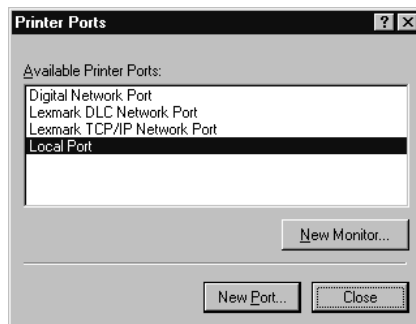 Printer Ports
Available Printer Ports:
Digital Network Port
Lexmark DLC Network Port
Lexmark TCP/IP Network Port
Local Port
New Monitor...
New Port...
Close